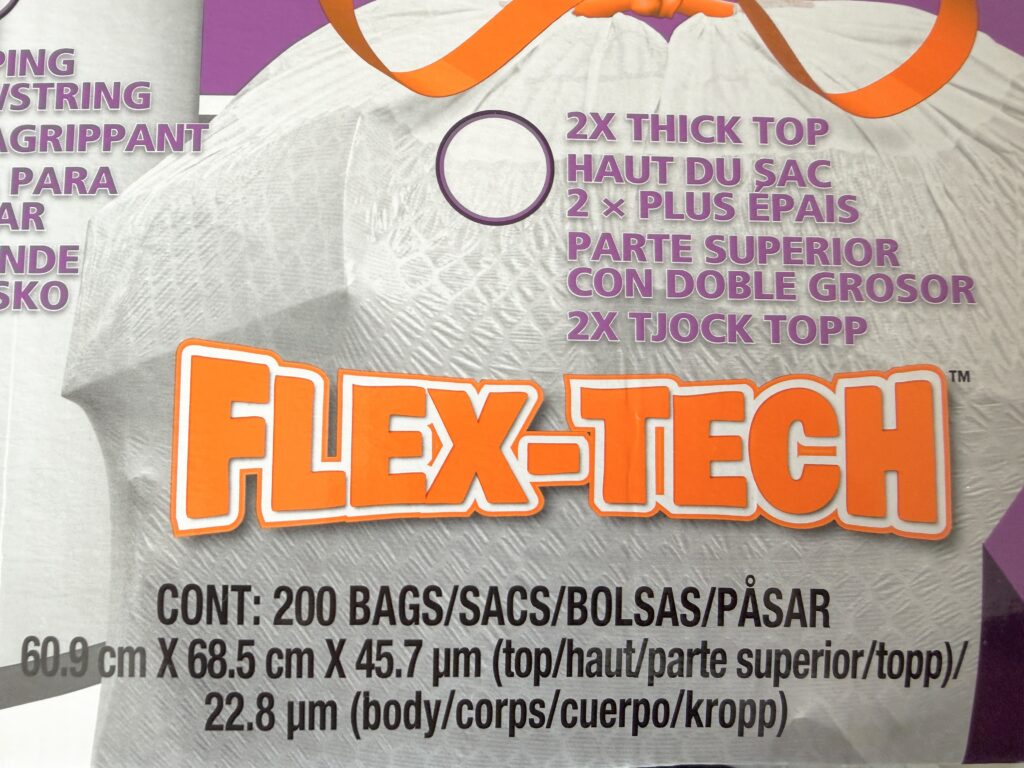 PING
/STRING
AGRIPPANT
PARA
AR
NDE
SKO
2X THICK TOP
HAUT DU SAC
2 × PLUS ÉPAIS
PARTE SUPERIOR
CON DOBLE GROSOR
2X TJOCK TOPP
FLEX-TECH™
CONT: 200 BAGS/SACS/BOLSAS/PÅSAR
60.9 cm X 68.5 cm X 45.7 µm (top/haut/parte superior/topp)/
22.8 µm (body/corps/cuerpo/kropp)